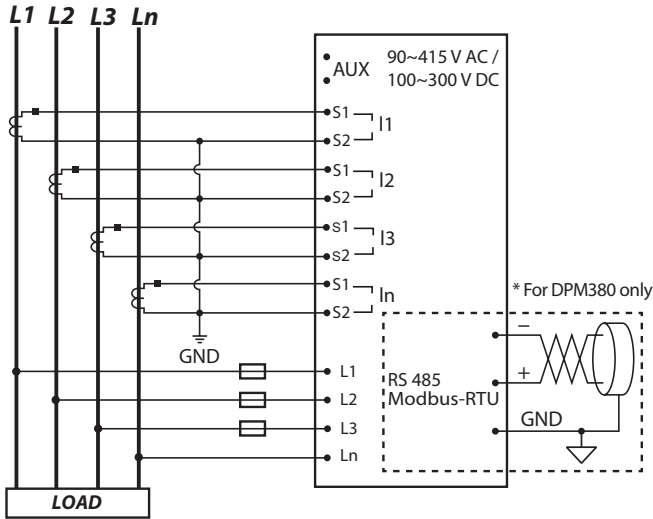 L1 L2 L3 Ln
AUX
90~415 V AC /
100~300 V DC
S1
I1
S2
S1
I2
S2
s1
I3
s2
S1
In
S2
GND
* For DPM380 only
L1
L2
L3
Ln
RS 485
Modbus-RTU
−
+
GND
LOAD